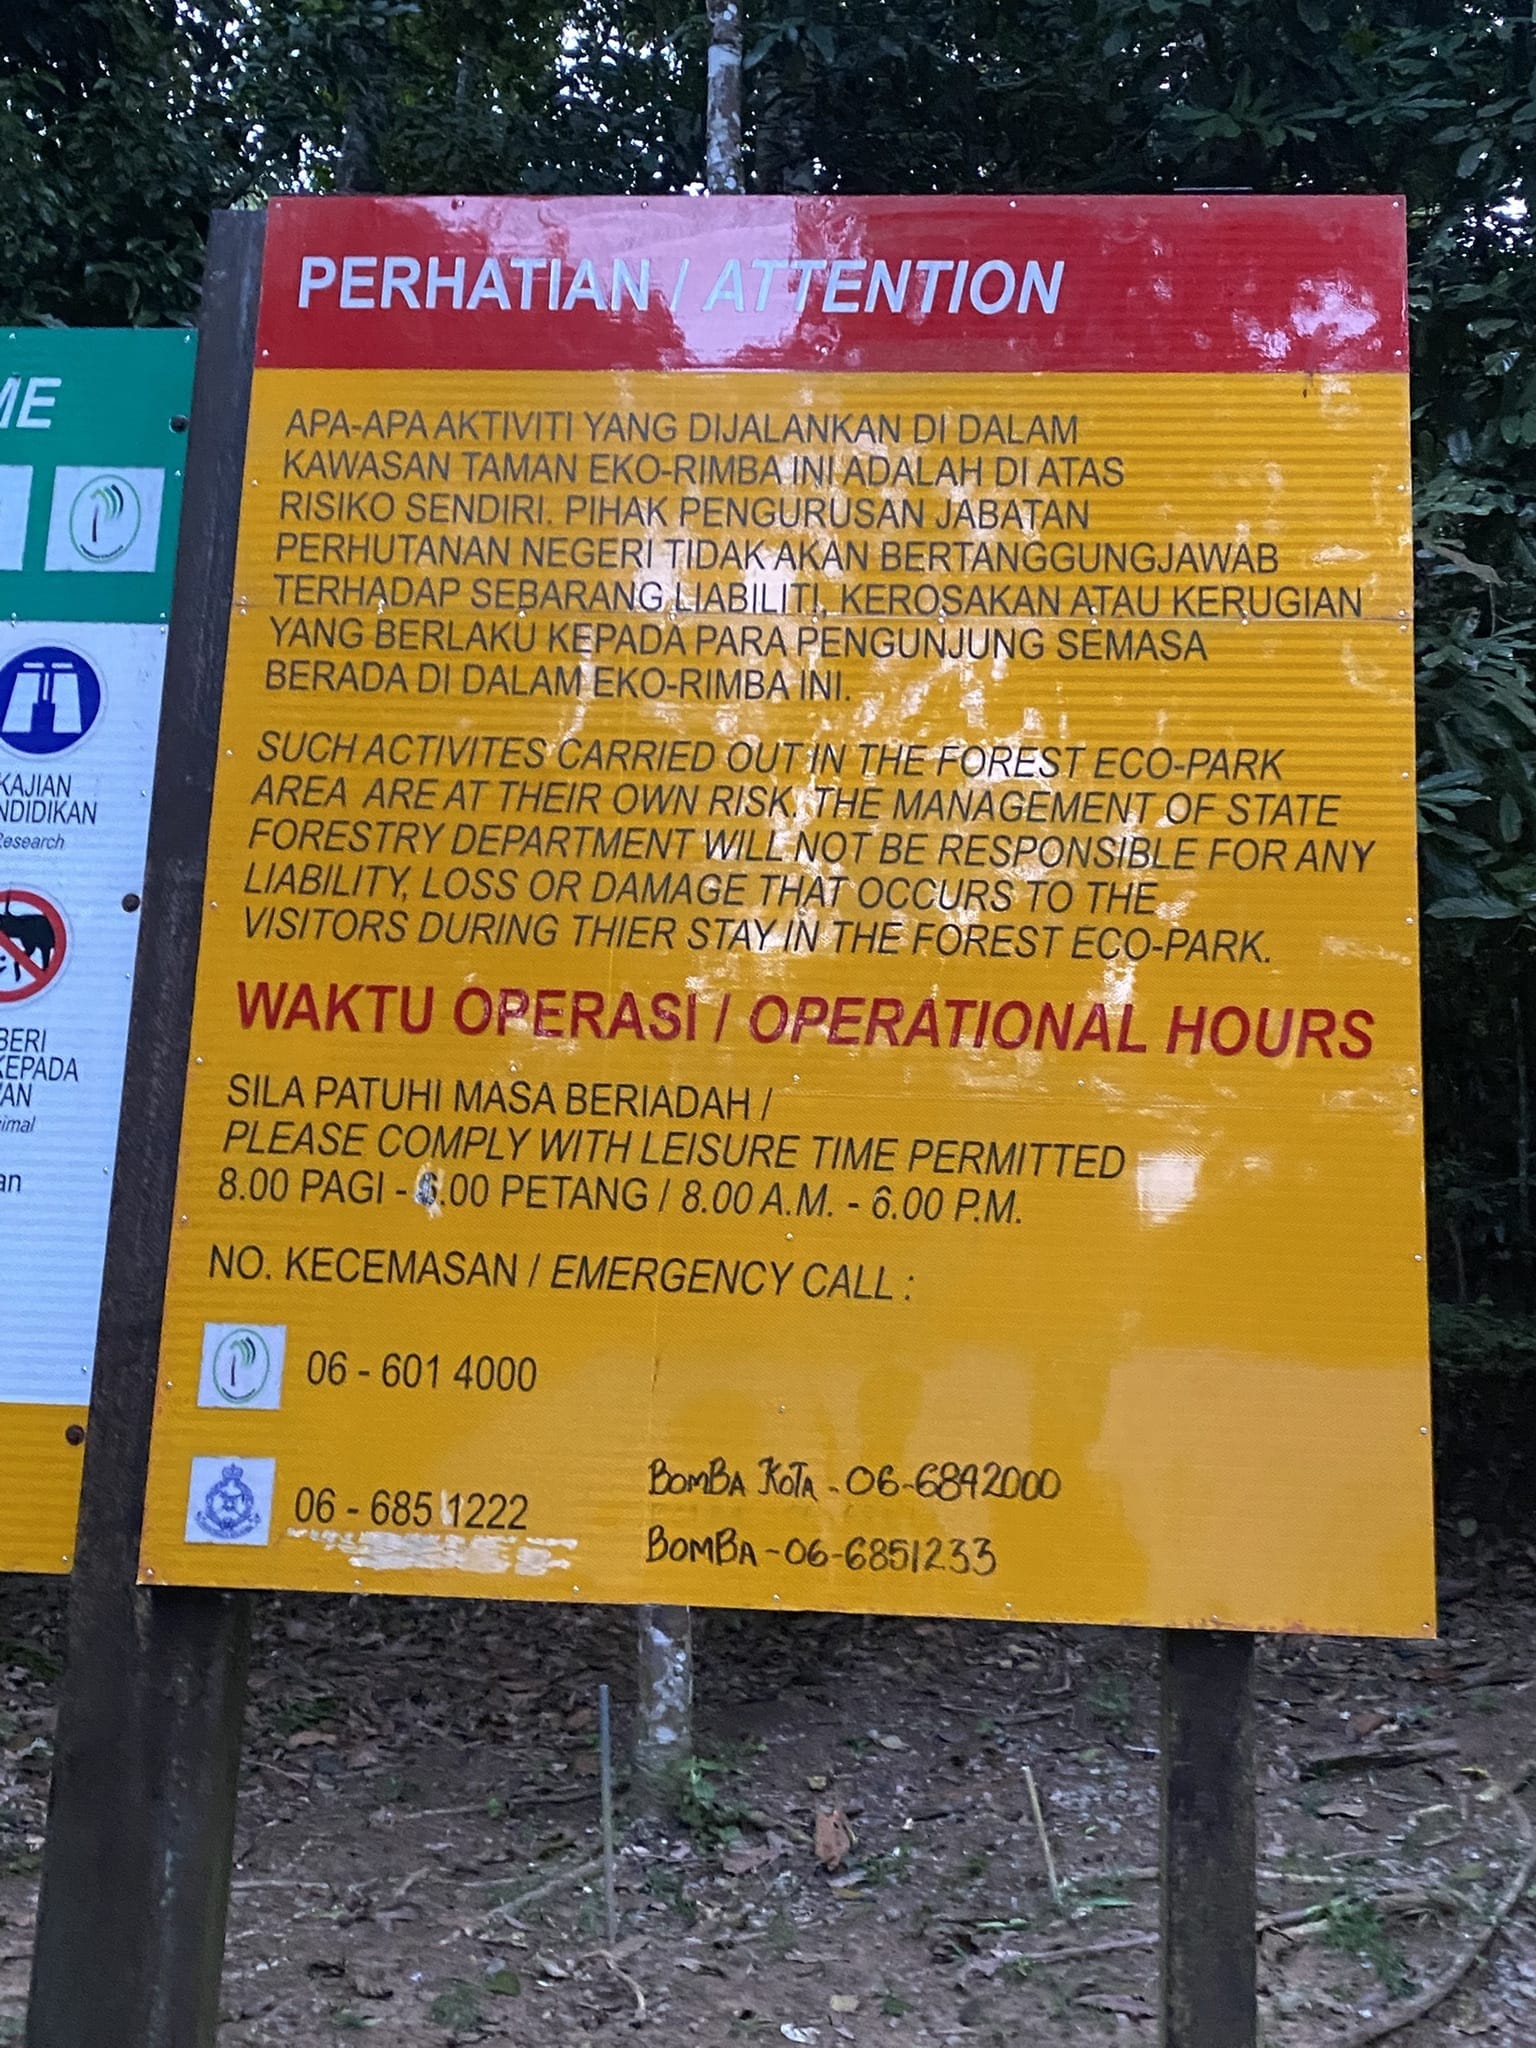 PERHATIAN / ATTENTION
APA-APA AKTIVITI YANG DIJALANKAN DI DALAM
KAWASAN TAMAN EKO-RIMBA INI ADALAH DI ATAS
RISIKO SENDIRI. PIHAK PENGURUSAN JABATAN
PERHUTANAN NEGERI TIDAK AKAN BERTANGGUNGJAWAB
TERHADAP SEBARANG LIABILITI, KEROSAKAN ATAU KERUGIAN
YANG BERLAKU KEPADA PARA PENGUNJUNG SEMASA
BERADA DI DALAM EKO-RIMBA INI.
SUCH ACTIVITES CARRIED OUT IN THE FOREST ECO-PARK
AREA ARE AT THEIR OWN RISK. THE MANAGEMENT OF STATE
FORESTRY DEPARTMENT WILL NOT BE RESPONSIBLE FOR ANY
LIABILITY, LOSS OR DAMAGE THAT OCCURS TO THE
VISITORS DURING THIER STAY IN THE FOREST ECO-PARK.
WAKTU OPERASI / OPERATIONAL HOURS
SILA PATUHI MASA BERIADAH /
PLEASE COMPLY WITH LEISURE TIME PERMITTED
8.00 PAGI - 6.00 PETANG / 8.00 A.M. - 6.00 P.M.
NO. KECEMASAN / EMERGENCY CALL :
06 - 601 4000
06 - 685 1222
BOMBA KOTA - 06-6842000
BOMBA - 06-6851233
ME
KAJIAN
NDIDIKAN
Research
BERI
KEPADA
WAN
nimal
an